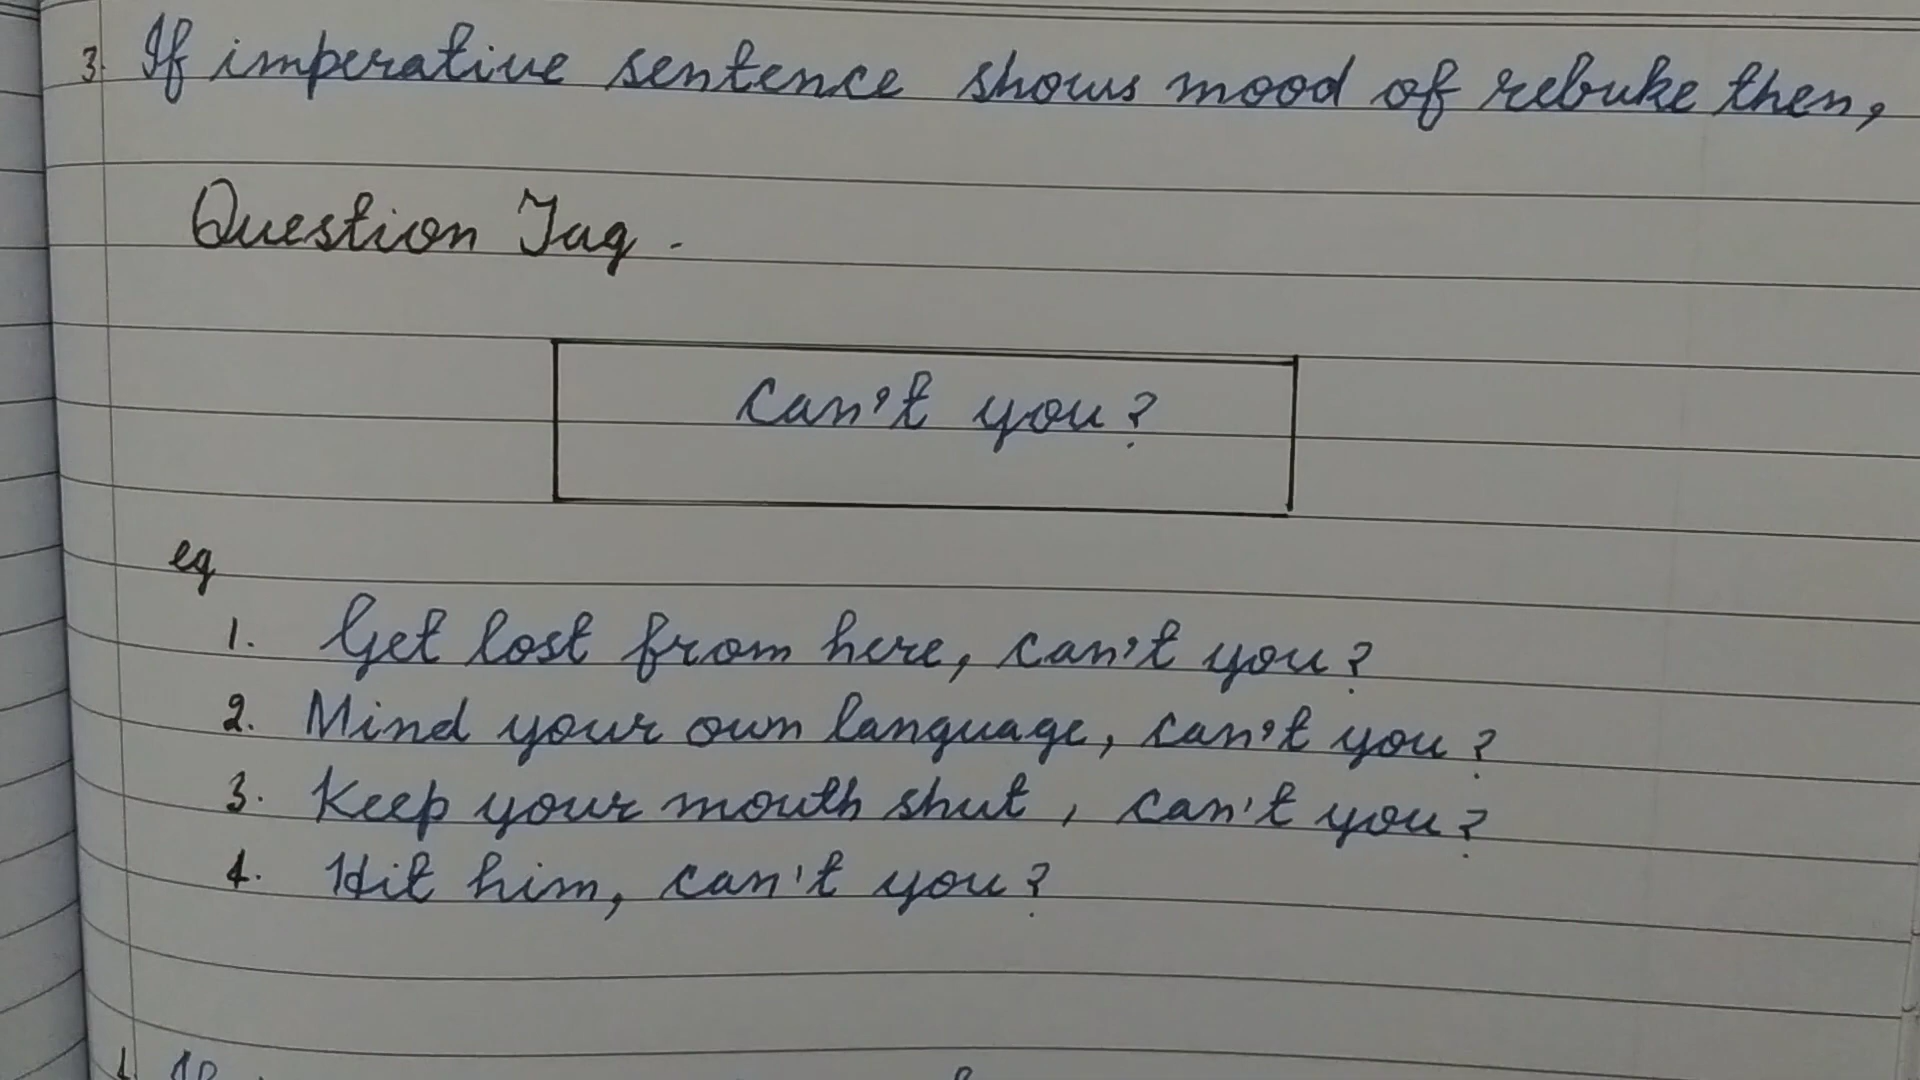 3. If imperative sentence shows mood of rebuke then,
Question Tag -
can't you?
eg
1. Get lost from here, can't you?
2. Mind your own language, can't you?
3. Keep your mouth shut, can't you?
4. Hit him, can't you?